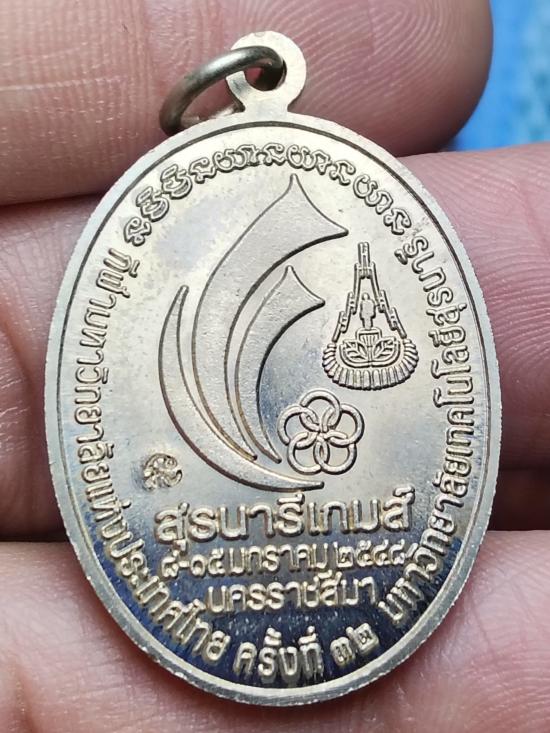 สุรนารีเกมส์
๘-๑๕ มกราคม ๒๕๔๘
นครราชสีมา
กีฬามหาวิทยาลัยแห่งประเทศไทย ครั้งที่ ๓๒ มหาวิทยาลัยเทคโนโลยีสุรนารี